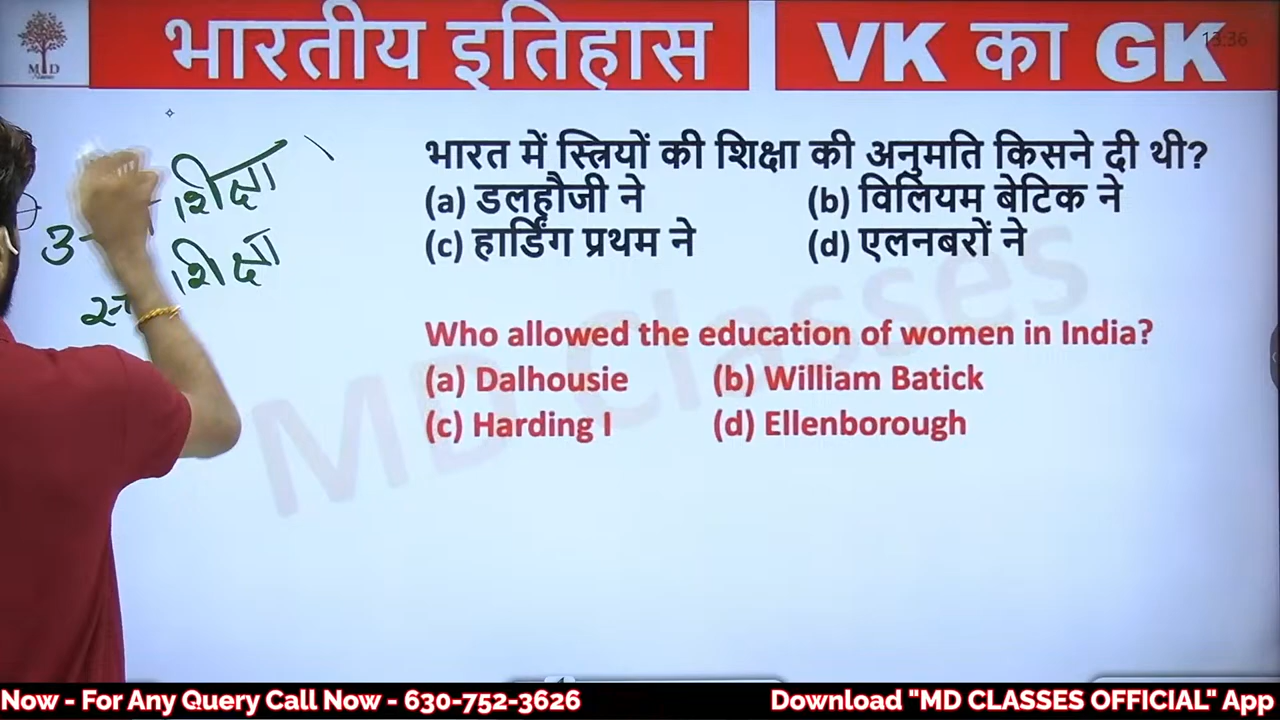 भारतीय इतिहास
VK का GK
13:36
MD
Classes
शिक्षा
शिक्षा
भारत में स्त्रियों की शिक्षा की अनुमति किसने दी थी?
(a) डलहौजी ने (b) विलियम बेटिक ने
(c) हार्डिंग प्रथम ने (d) एलनबरों ने
Who allowed the education of women in India?
(a) Dalhousie (b) William Batick
(c) Harding I (d) Ellenborough
MD Classes
Now - For Any Query Call Now - 630-752-3626
Download "MD CLASSES OFFICIAL" App